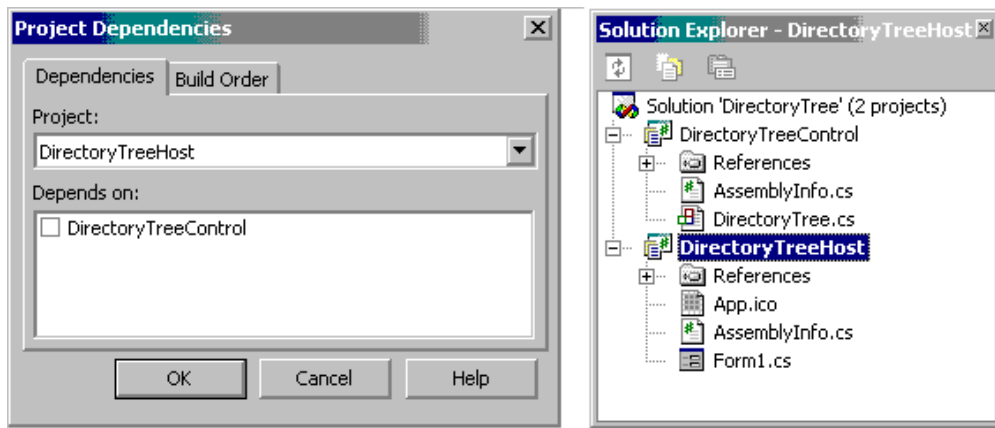 Project Dependencies
Dependencies
Build Order
Project:
DirectoryTreeHost
Depends on:
DirectoryTreeControl
OK
Cancel
Help
Solution Explorer - DirectoryTreeHost
Solution 'DirectoryTree' (2 projects)
DirectoryTreeControl
References
AssemblyInfo.cs
DirectoryTree.cs
DirectoryTreeHost
References
App.ico
AssemblyInfo.cs
Form1.cs